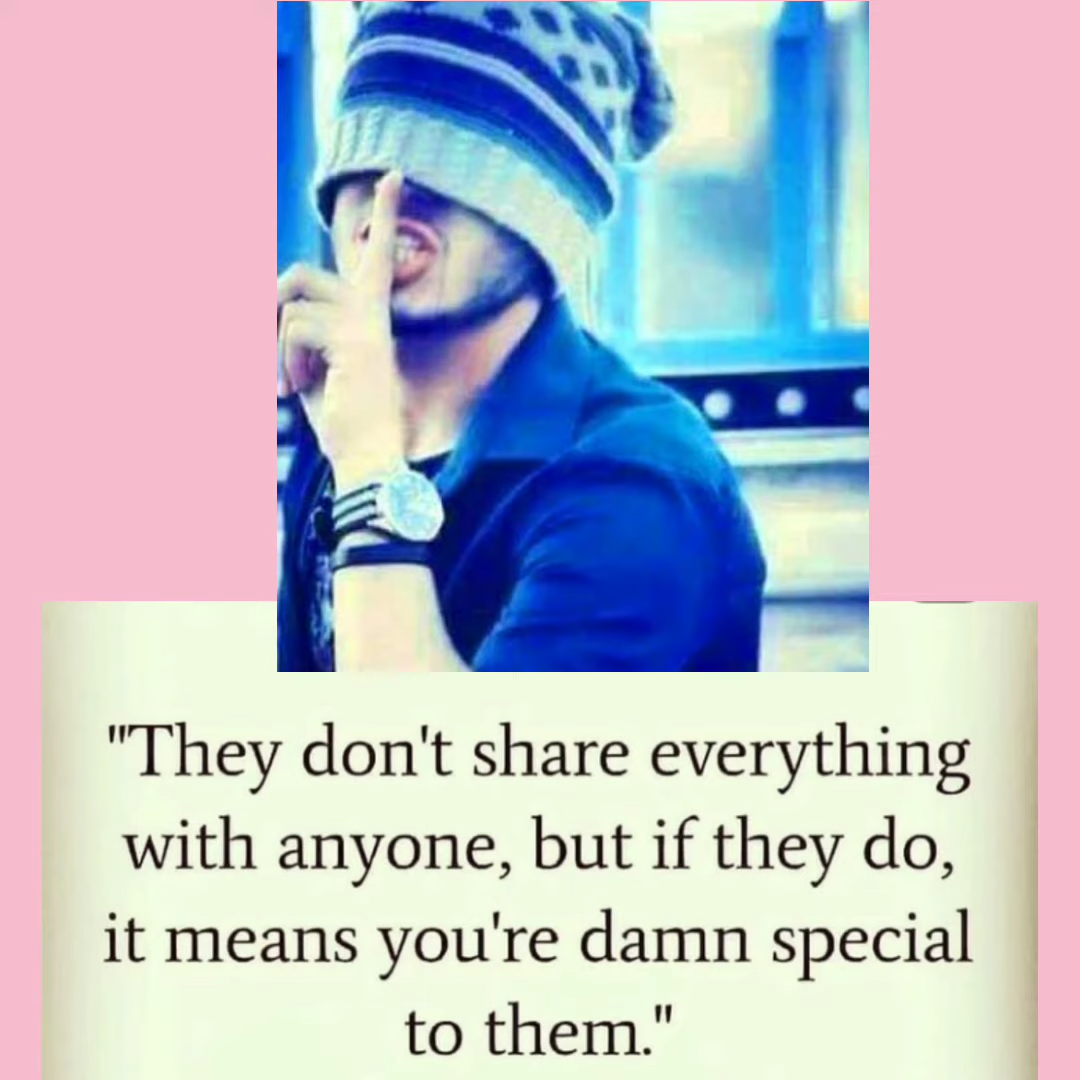 "They don't share everything
with anyone, but if they do,
it means you're damn special
to them."